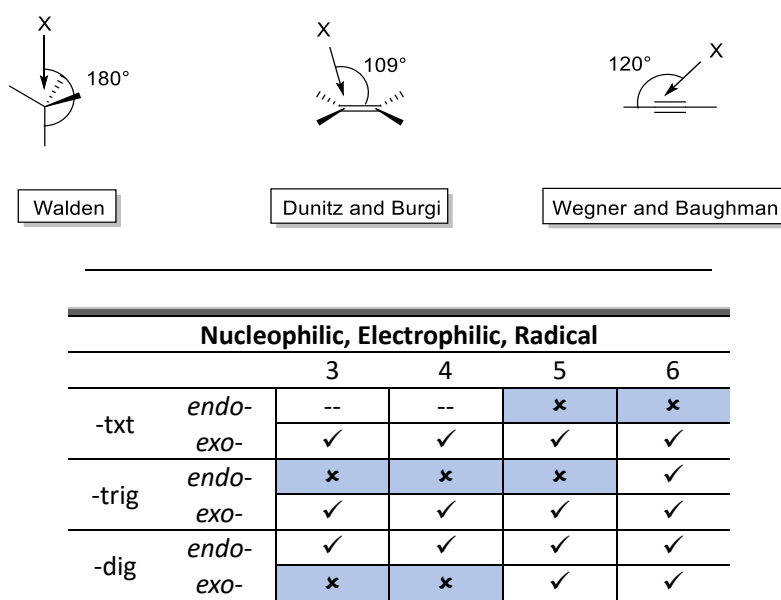 X
180°
X
109°
120°
X
Walden
Dunitz and Burgi
Wegner and Baughman
Nucleophilic, Electrophilic, Radical
3 4 5 6
-txt endo- -- -- × ×
exo- ✓ ✓ ✓ ✓
-trig endo- × × × ✓
exo- ✓ ✓ ✓ ✓
-dig endo- ✓ ✓ ✓ ✓
exo- × × ✓ ✓